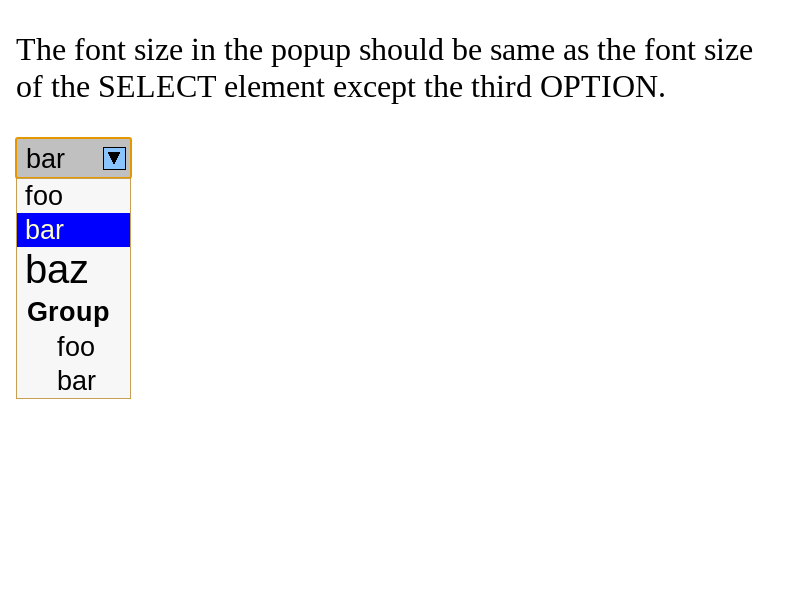 The font size in the popup should be same as the font size
of the SELECT element except the third OPTION.
bar
foo
bar
baz
Group
foo
bar